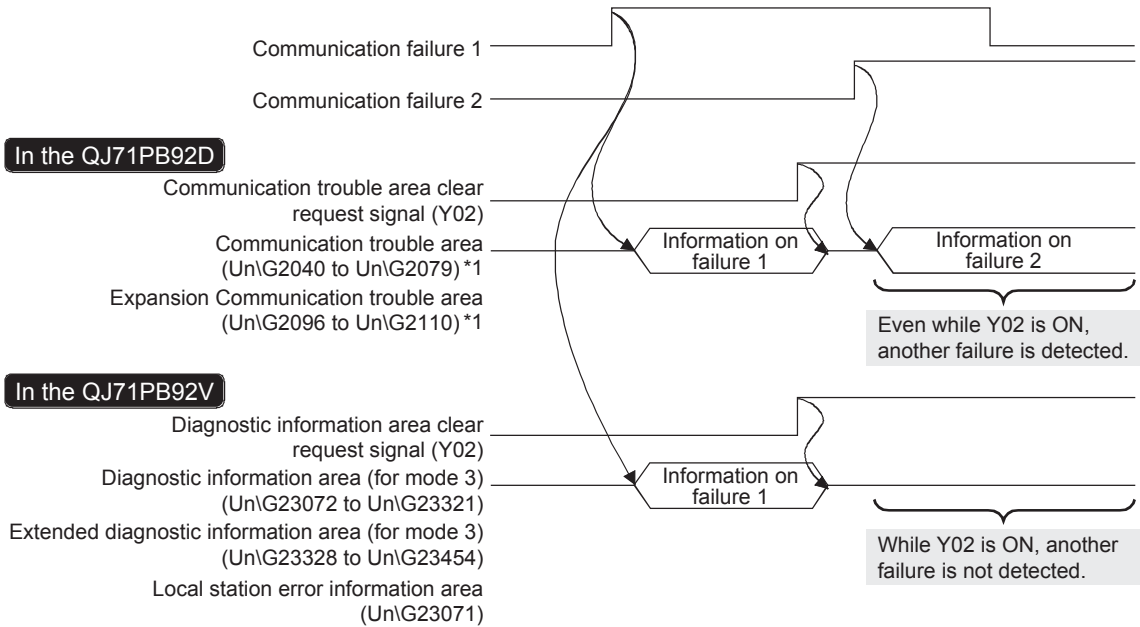 Communication failure 1
Communication failure 2
In the QJ71PB92D
Communication trouble area clear
request signal (Y02)
Communication trouble area
(Un\G2040 to Un\G2079) *1
Information on
failure 1
Information on
failure 2
Expansion Communication trouble area
(Un\G2096 to Un\G2110) *1
Even while Y02 is ON,
another failure is detected.
In the QJ71PB92V
Diagnostic information area clear
request signal (Y02)
Diagnostic information area (for mode 3)
(Un\G23072 to Un\G23321)
Information on
failure 1
Extended diagnostic information area (for mode 3)
(Un\G23328 to Un\G23454)
While Y02 is ON, another
failure is not detected.
Local station error information area
(Un\G23071)